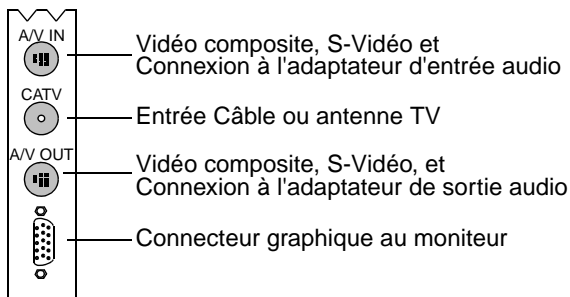 A/V IN
Vidéo composite, S-Vidéo et
Connexion à l'adaptateur d'entrée audio
CATV
Entrée Câble ou antenne TV
A/V OUT
Vidéo composite, S-Vidéo, et
Connexion à l'adaptateur de sortie audio
Connecteur graphique au moniteur